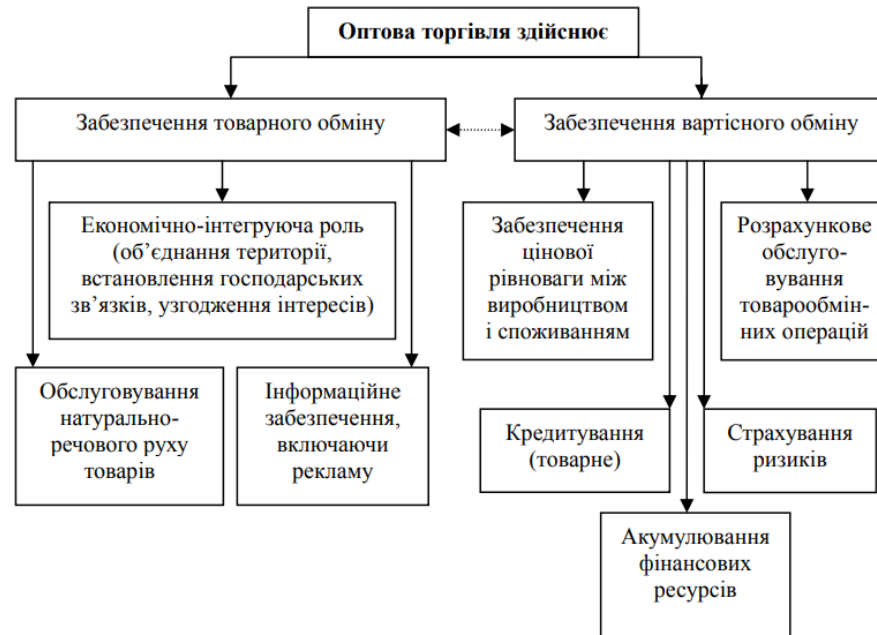 Оптова торгівля здійснює
Забезпечення товарного обміну
Забезпечення вартісного обміну
Економічно-інтегруюча роль
(об’єднання території,
встановлення господарських
зв’язків, узгодження інтересів)
Забезпечення
цінової
рівноваги між
виробництвом
і споживанням
Розрахункове
обслуго-
вування
товарообмін-
них операцій
Обслуговування
натурально-
речового руху
товарів
Інформаційне
забезпечення,
включаючи
рекламу
Кредитування
(товарне)
Страхування
ризиків
Акумулювання
фінансових
ресурсів